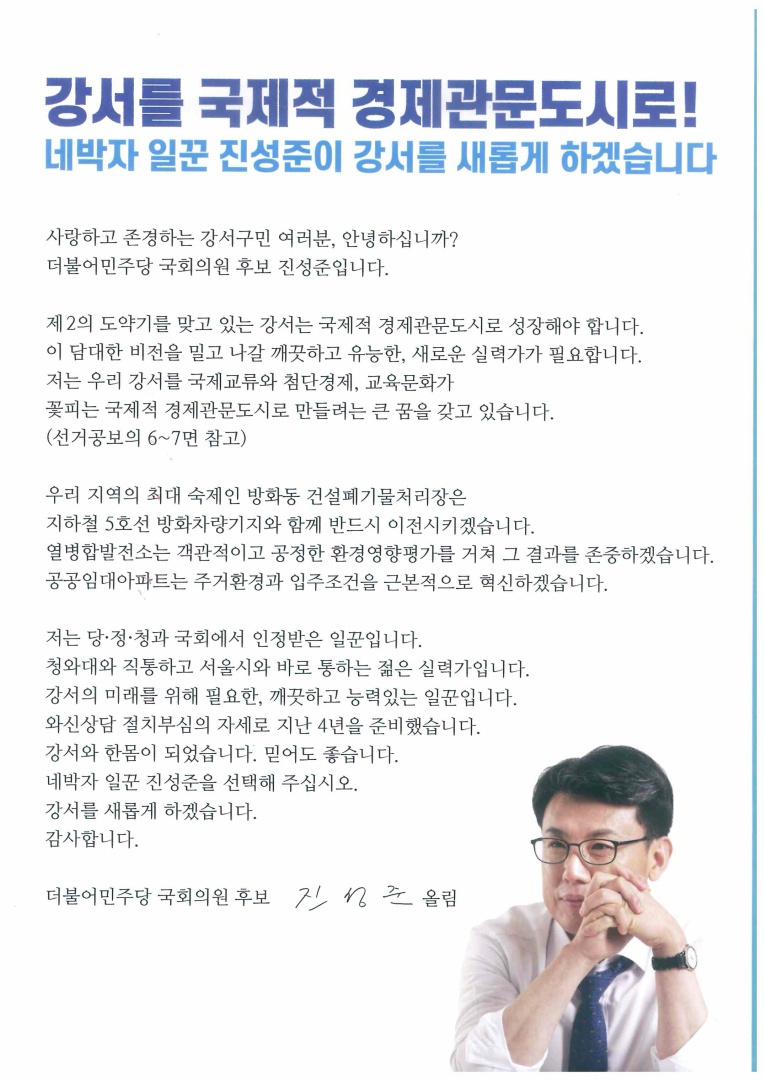 강서를 국제적 경제관문도시로!
네박자 일꾼 진성준이 강서를 새롭게 하겠습니다
사랑하고 존경하는 강서구민 여러분, 안녕하십니까?
더불어민주당 국회의원 후보 진성준입니다.
제2의 도약기를 맞고 있는 강서는 국제적 경제관문도시로 성장해야 합니다.
이 담대한 비전을 밀고 나갈 깨끗하고 유능한, 새로운 실력가가 필요합니다.
저는 우리 강서를 국제교류와 첨단경제, 교육문화가
꽃피는 국제적 경제관문도시로 만들려는 큰 꿈을 갖고 있습니다.
(선거공보의 6~7면 참고)
우리 지역의 최대 숙제인 방화동 건설폐기물처리장은
지하철 5호선 방화차량기지와 함께 반드시 이전시키겠습니다.
열병합발전소는 객관적이고 공정한 환경영향평가를 거쳐 그 결과를 존중하겠습니다.
공공임대아파트는 주거환경과 입주조건을 근본적으로 혁신하겠습니다.
저는 당·정·청과 국회에서 인정받은 일꾼입니다.
청와대와 직통하고 서울시와 바로 통하는 젊은 실력가입니다.
강서의 미래를 위해 필요한, 깨끗하고 능력있는 일꾼입니다.
와신상담 절치부심의 자세로 지난 4년을 준비했습니다.
강서와 한몸이 되었습니다. 믿어도 좋습니다.
네박자 일꾼 진성준을 선택해 주십시오.
강서를 새롭게 하겠습니다.
감사합니다.
더불어민주당 국회의원 후보 진성준 올림